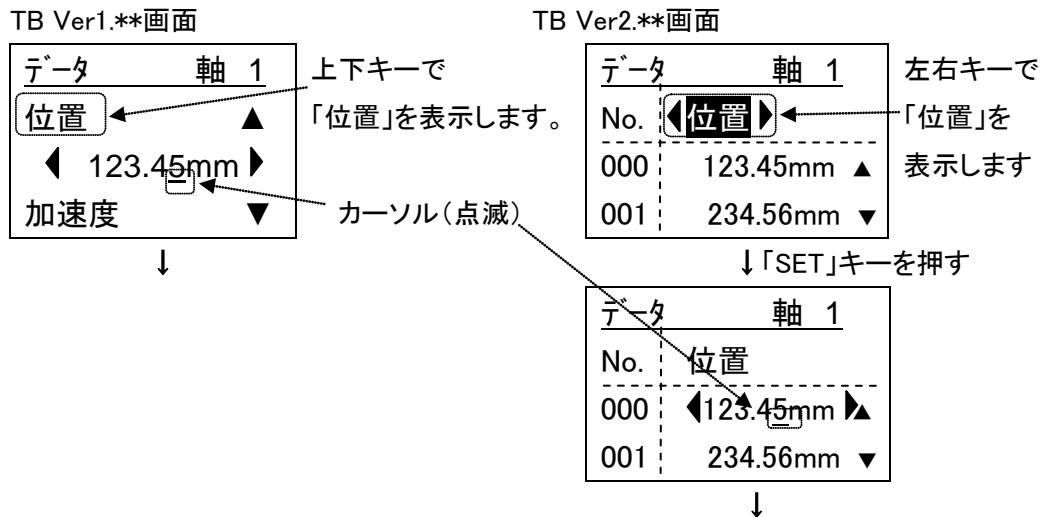 TB Ver1.**画面
データ 軸 1
位置 ▲
◀ 123.45mm ▶
加速度 ▼
上下キーで
「位置」を表示します。
カーソル(点滅)
↓
TB Ver2.**画面
データ 軸 1
No. ◀位置▶
000 123.45mm ▲
001 234.56mm ▼
左右キーで
「位置」を
表示します
↓「SET」キーを押す
データ 軸 1
No. 位置
000 ◀123.45mm ▶▲
001 234.56mm ▼
↓